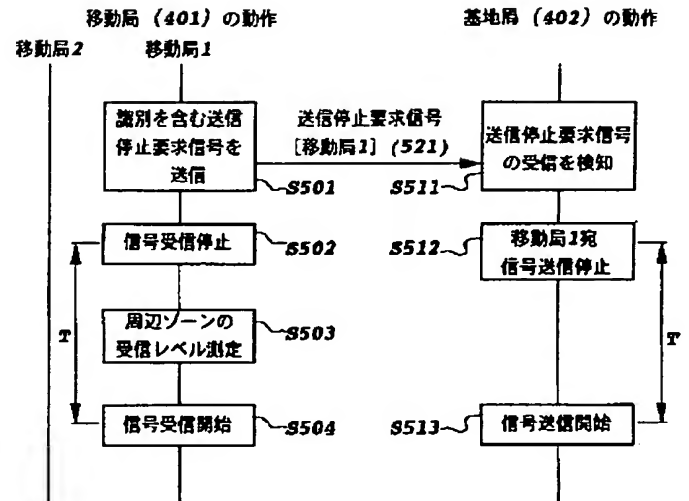 移動局 (401) の動作
基地局 (402) の動作
移動局2
移動局1
識別を含む送信
停止要求信号を
送信
S501
送信停止要求信号
[移動局1] (521)
送信停止要求信号
の受信を検知
S511
信号受信停止
S502
移動局1宛
信号送信停止
S512
T
周辺ゾーンの
受信レベル測定
S503
T
信号受信開始
S504
信号送信開始
S513